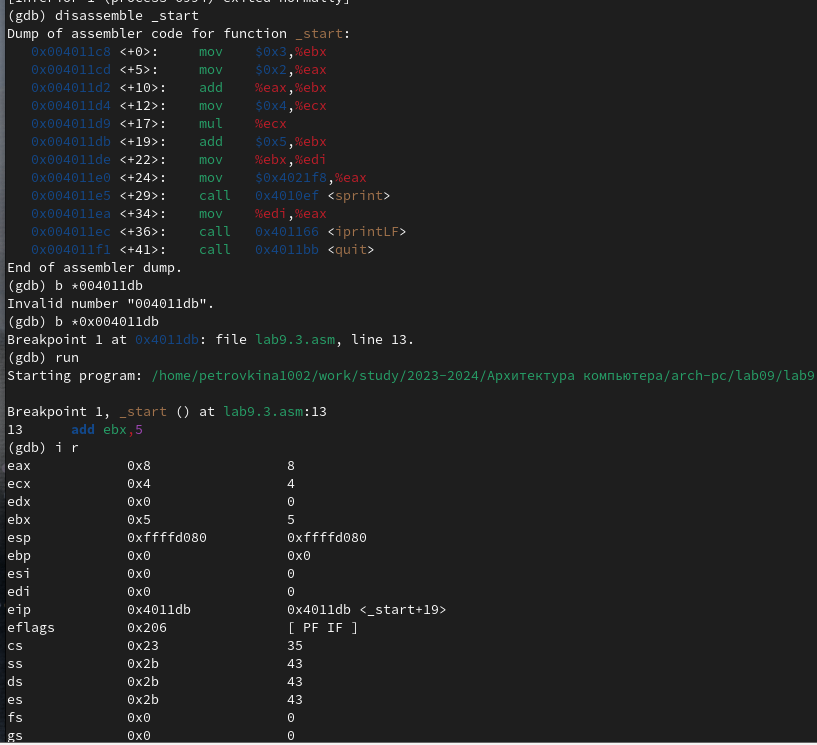 [Inferior 1 (process 6994) exited normally]
(gdb) disassemble _start
Dump of assembler code for function _start:
   0x004011c8 <+0>:     mov    $0x3,%ebx
   0x004011cd <+5>:     mov    $0x2,%eax
   0x004011d2 <+10>:    add    %eax,%ebx
   0x004011d4 <+12>:    mov    $0x4,%ecx
   0x004011d9 <+17>:    mul    %ecx
   0x004011db <+19>:    add    $0x5,%ebx
   0x004011de <+22>:    mov    %ebx,%edi
   0x004011e0 <+24>:    mov    $0x4021f8,%eax
   0x004011e5 <+29>:    call   0x4010ef <sprint>
   0x004011ea <+34>:    mov    %edi,%eax
   0x004011ec <+36>:    call   0x401166 <iprintLF>
   0x004011f1 <+41>:    call   0x4011bb <quit>
End of assembler dump.
(gdb) b *004011db
Invalid number "004011db".
(gdb) b *0x004011db
Breakpoint 1 at 0x4011db: file lab9.3.asm, line 13.
(gdb) run
Starting program: /home/petrovkina1002/work/study/2023-2024/Архитектура компьютера/arch-pc/lab09/lab9

Breakpoint 1, _start () at lab9.3.asm:13
13      add ebx,5
(gdb) i r
eax            0x8                 8
ecx            0x4                 4
edx            0x0                 0
ebx            0x5                 5
esp            0xffffd080          0xffffd080
ebp            0x0                 0x0
esi            0x0                 0
edi            0x0                 0
eip            0x4011db            0x4011db <_start+19>
eflags         0x206               [ PF IF ]
cs             0x23                35
ss             0x2b                43
ds             0x2b                43
es             0x2b                43
fs             0x0                 0
gs             0x0                 0